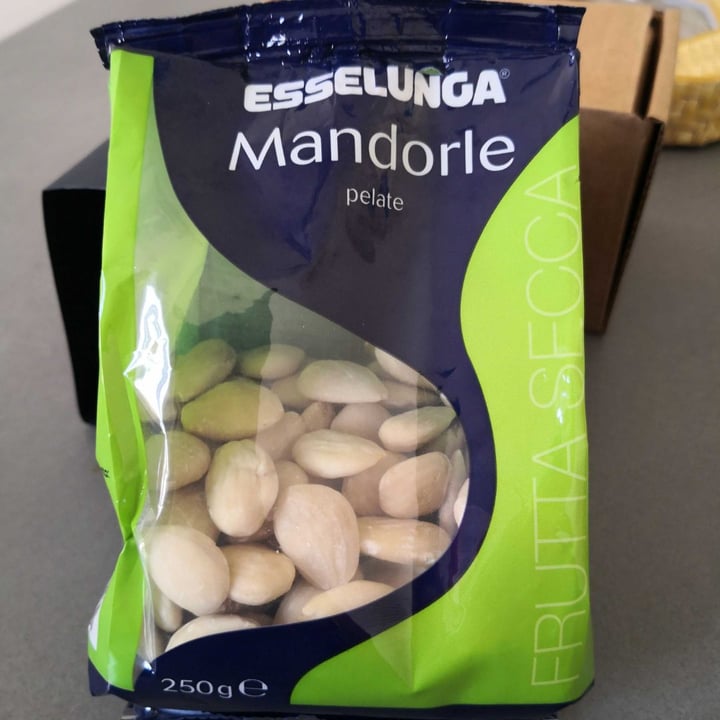 ESSELUNGA®
Mandorle
pelate
FRUTTA SECCA
250g ℮